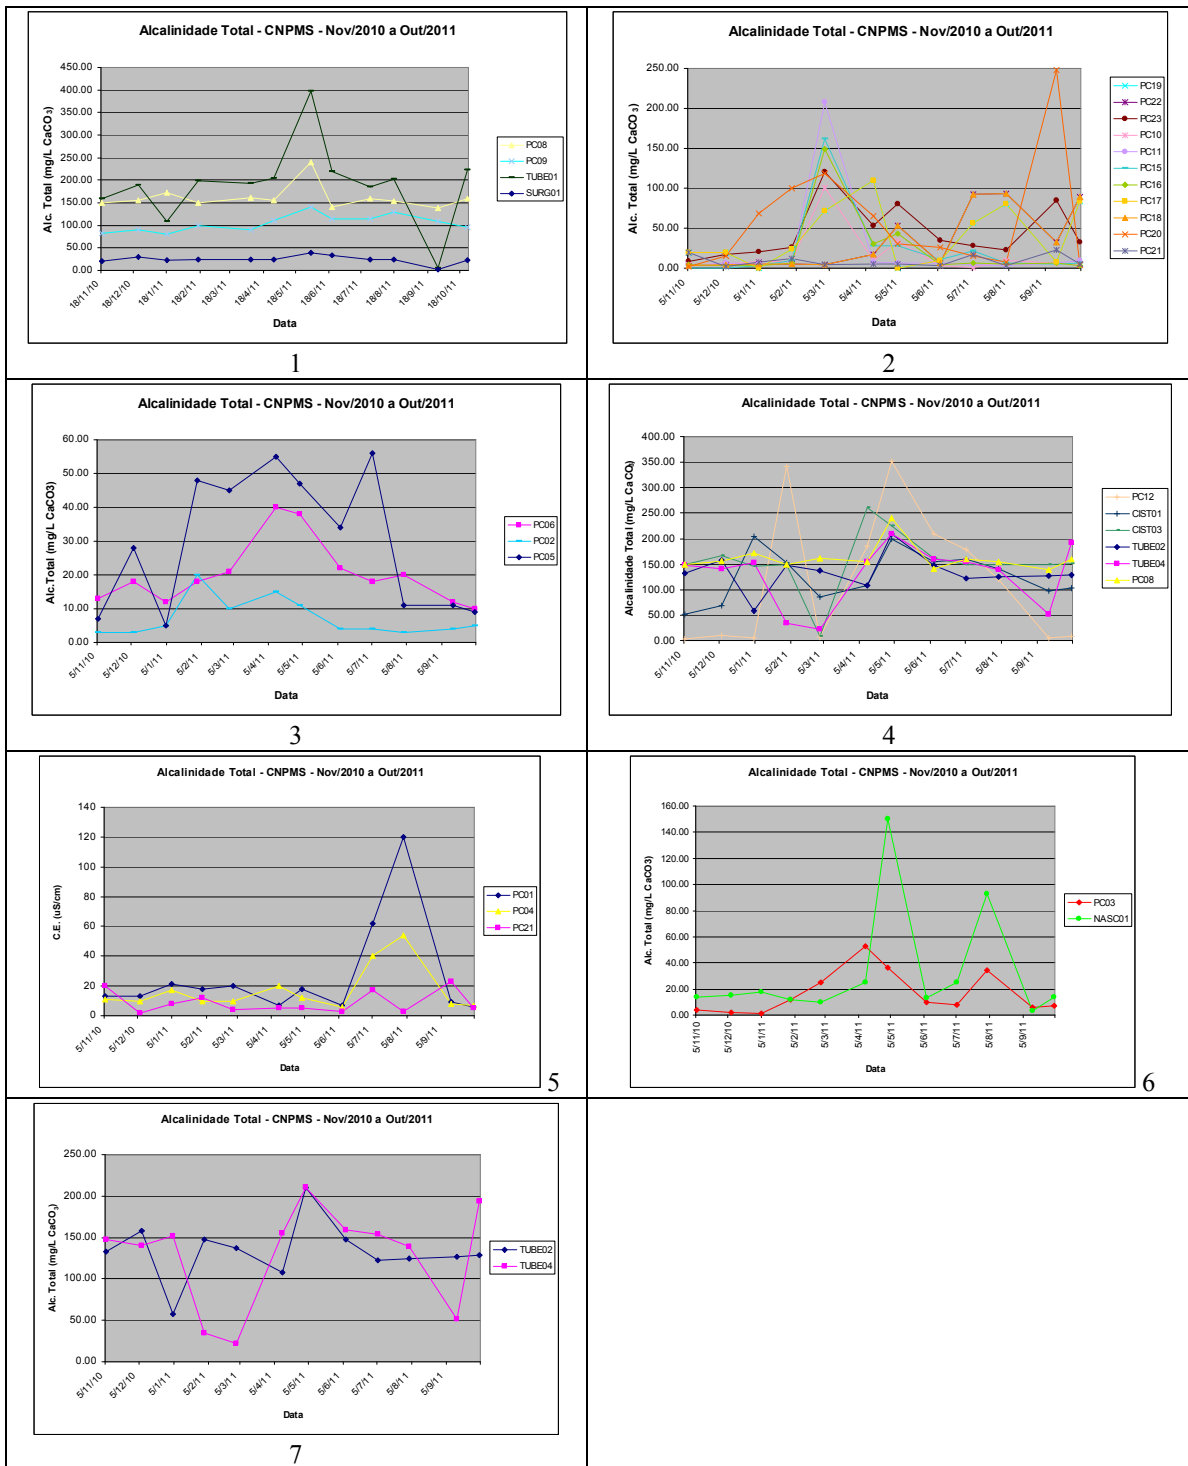 Alcalinidade Total - CNPMS - Nov/2010 a Out/2011
Alc. Total (mg/L CaCO3)
450.00
400.00
350.00
300.00
250.00
200.00
150.00
100.00
50.00
0.00
18/11/10
18/12/10
18/1/11
18/2/11
18/3/11
18/4/11
18/5/11
18/6/11
18/7/11
18/8/11
18/9/11
18/10/11
Data
PC08
PC09
TUBE01
SURG01
1
Alcalinidade Total - CNPMS - Nov/2010 a Out/2011
Alc. Total (mg/L CaCO3)
250.00
200.00
150.00
100.00
50.00
0.00
5/11/10
5/12/10
5/1/11
5/2/11
5/3/11
5/4/11
5/5/11
5/6/11
5/7/11
5/8/11
5/9/11
Data
PC19
PC22
PC23
PC10
PC11
PC15
PC16
PC17
PC18
PC20
PC21
2
Alcalinidade Total - CNPMS - Nov/2010 a Out/2011
Alc.Total (mg/L CaCO3)
60.00
50.00
40.00
30.00
20.00
10.00
0.00
5/11/10
5/12/10
5/1/11
5/2/11
5/3/11
5/4/11
5/5/11
5/6/11
5/7/11
5/8/11
5/9/11
Data
PC06
PC02
PC05
3
Alcalinidade Total - CNPMS - Nov/2010 a Out/2011
Alcalinidade Total (mg/L CaCO3)
400.00
350.00
300.00
250.00
200.00
150.00
100.00
50.00
0.00
5/11/10
5/12/10
5/1/11
5/2/11
5/3/11
5/4/11
5/5/11
5/6/11
5/7/11
5/8/11
5/9/11
Data
PC12
CIST01
CIST03
TUBE02
TUBE04
PC08
4
Alcalinidade Total - CNPMS - Nov/2010 a Out/2011
C.E. (uS/cm)
140
120
100
80
60
40
20
0
5/11/10
5/12/10
5/1/11
5/2/11
5/3/11
5/4/11
5/5/11
5/6/11
5/7/11
5/8/11
5/9/11
Data
PC01
PC04
PC21
5
Alcalinidade Total - CNPMS - Nov/2010 a Out/2011
Alc. Total (mg/L CaCO3)
160.00
140.00
120.00
100.00
80.00
60.00
40.00
20.00
0.00
5/11/10
5/12/10
5/1/11
5/2/11
5/3/11
5/4/11
5/5/11
5/6/11
5/7/11
5/8/11
5/9/11
Data
PC03
NASC01
6
Alcalinidade Total - CNPMS - Nov/2010 a Out/2011
Alc. Total (mg/L CaCO3)
250.00
200.00
150.00
100.00
50.00
0.00
5/11/10
5/12/10
5/1/11
5/2/11
5/3/11
5/4/11
5/5/11
5/6/11
5/7/11
5/8/11
5/9/11
Data
TUBE02
TUBE04
7